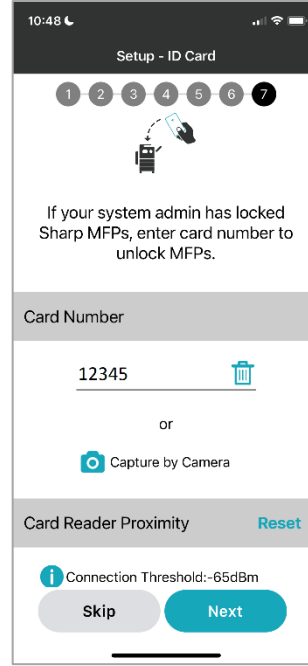 10:48
Setup - ID Card
1 2 3 4 5 6 7
If your system admin has locked
Sharp MFPs, enter card number to
unlock MFPs.
Card Number
12345
or
Capture by Camera
Card Reader Proximity Reset
i Connection Threshold:-65dBm
Skip Next